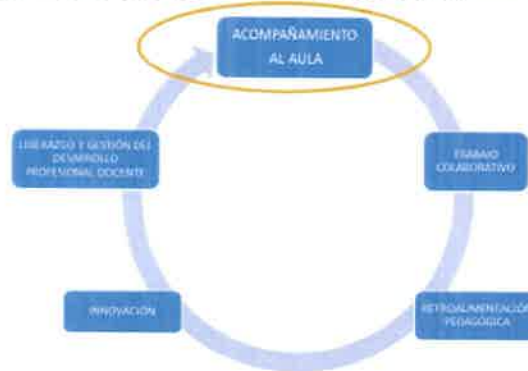 ACOMPAÑAMIENTO
AL AULA
TRABAJO
COLABORATIVO
RETROALIMENTACIÓN
PEDAGÓGICA
INNOVACIÓN
LIDERAZGO Y GESTIÓN DEL
DESARROLLO
PROFESIONAL DOCENTE